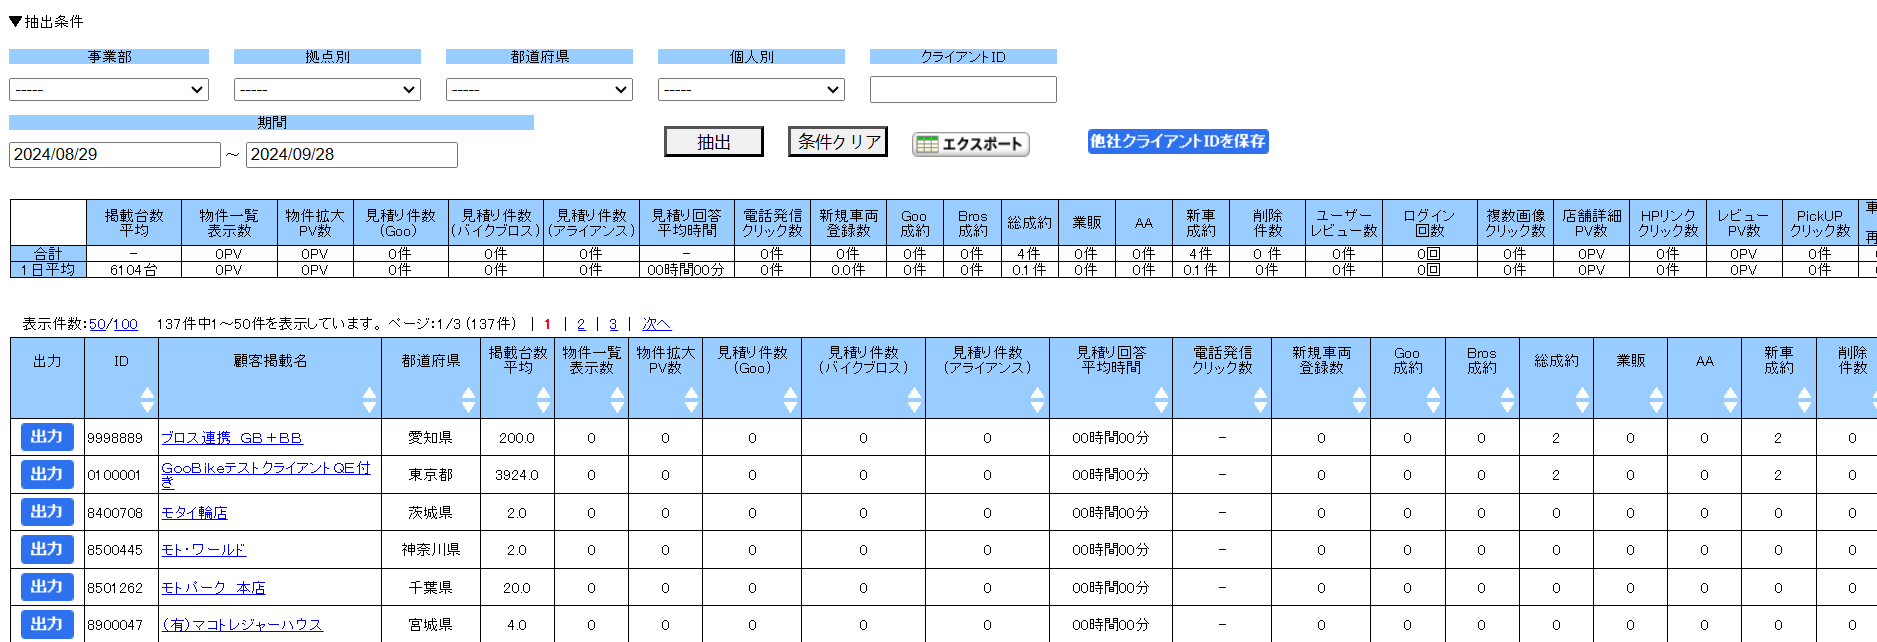 ▼抽出条件
事業部 拠点別 都道府県 個人別 クライアントID
----- ----- ----- -----
期間
2024/08/29 ～ 2024/09/28 抽出 条件クリア エクスポート 他社クライアントIDを保存
掲載台数平均 物件一覧表示数 物件拡大PV数 見積り件数(Goo) 見積り件数(バイクブロス) 見積り件数(アライアンス) 見積り回答平均時間 電話発信クリック数 新規車両登録数 Goo成約 Bros成約 総成約 業販 AA 新車成約 削除件数 ユーザーレビュー数 ログイン回数 複数画像クリック数 店舗詳細PV数 HPリンククリック数 レビューPV数 PickUPクリック数
合計 - 0PV 0PV 0件 0件 0件 - 0件 0件 0件 0件 4件 0件 0件 4件 0件 0件 0回 0件 0PV 0件 0PV 0件
1日平均 6104台 0PV 0PV 0件 0件 0件 00時間00分 0件 0.0件 0件 0件 0.1件 0件 0件 0.1件 0件 0件 0回 0件 0PV 0件 0PV 0件
表示件数:50/100 137件中1～50件を表示しています。ページ:1/3 (137件) | 1 | 2 | 3 | 次へ
出力 ID 顧客掲載名 都道府県 掲載台数平均 物件一覧表示数 物件拡大PV数 見積り件数(Goo) 見積り件数(バイクブロス) 見積り件数(アライアンス) 見積り回答平均時間 電話発信クリック数 新規車両登録数 Goo成約 Bros成約 総成約 業販 AA 新車成約 削除件数
出力 9998889 ブロス連携　GB＋BB 愛知県 200.0 0 0 0 0 0 00時間00分 - 0 0 0 2 0 0 2 0
出力 0100001 GooBikeテストクライアントQE付き 東京都 3924.0 0 0 0 0 0 00時間00分 - 0 0 0 2 0 0 2 0
出力 8400708 モタイ輪店 茨城県 2.0 0 0 0 0 0 00時間00分 - 0 0 0 0 0 0 0 0
出力 8500445 モト・ワールド 神奈川県 2.0 0 0 0 0 0 00時間00分 - 0 0 0 0 0 0 0 0
出力 8501262 モトパーク　本店 千葉県 20.0 0 0 0 0 0 00時間00分 - 0 0 0 0 0 0 0 0
出力 8900047 (有)マコトレジャーハウス 宮城県 4.0 0 0 0 0 0 00時間00分 - 0 0 0 0 0 0 0 0